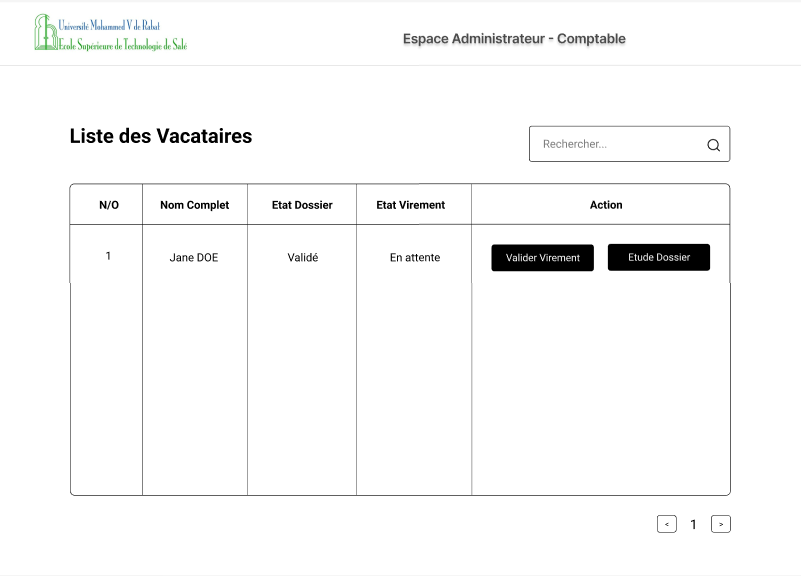 Université Mohammed V de Rabat
Ecole Supérieure de Technologie de Salé
Espace Administrateur - Comptable
Liste des Vacataires
Rechercher...
N/O Nom Complet Etat Dossier Etat Virement Action
1 Jane DOE Validé En attente Valider Virement Etude Dossier
< 1 >